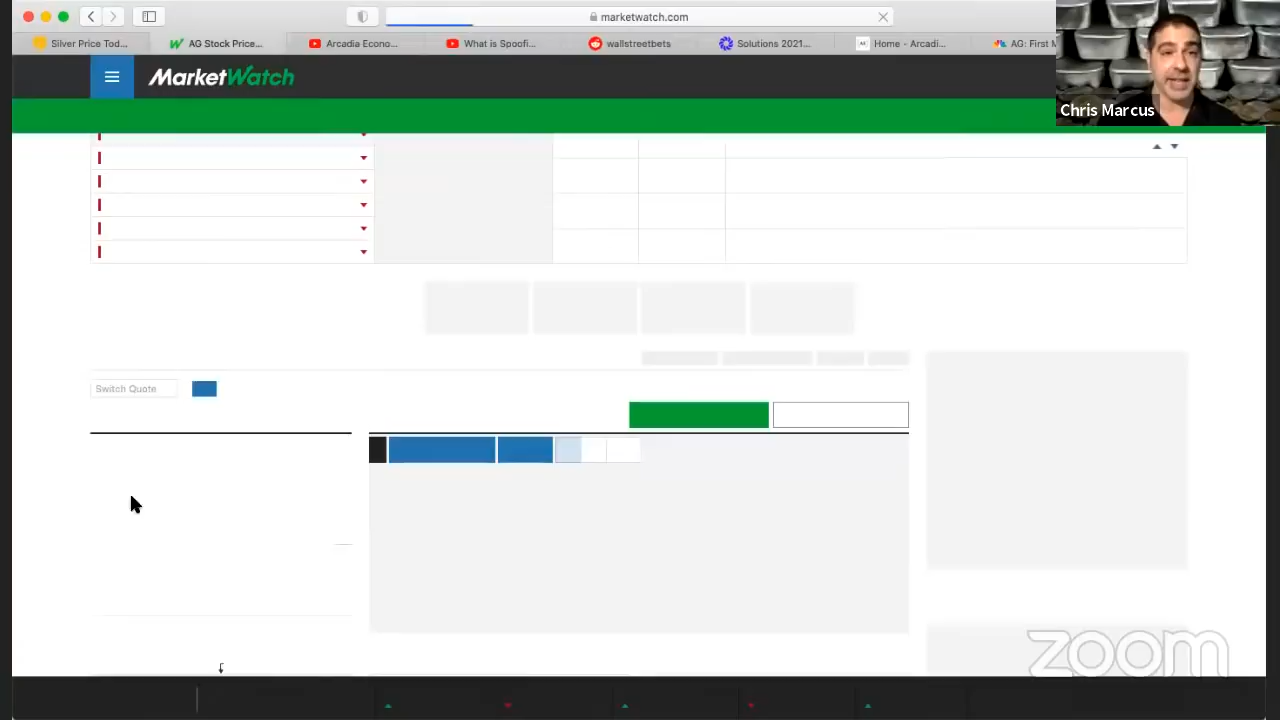 marketwatch.com
Silver Price Tod...
AG Stock Price...
Arcadia Econo...
What is Spoofi...
wallstreetbets
Solutions 2021...
Home - Arcadi...
AG: First M
MarketWatch
Chris Marcus
Switch Quote
zoom